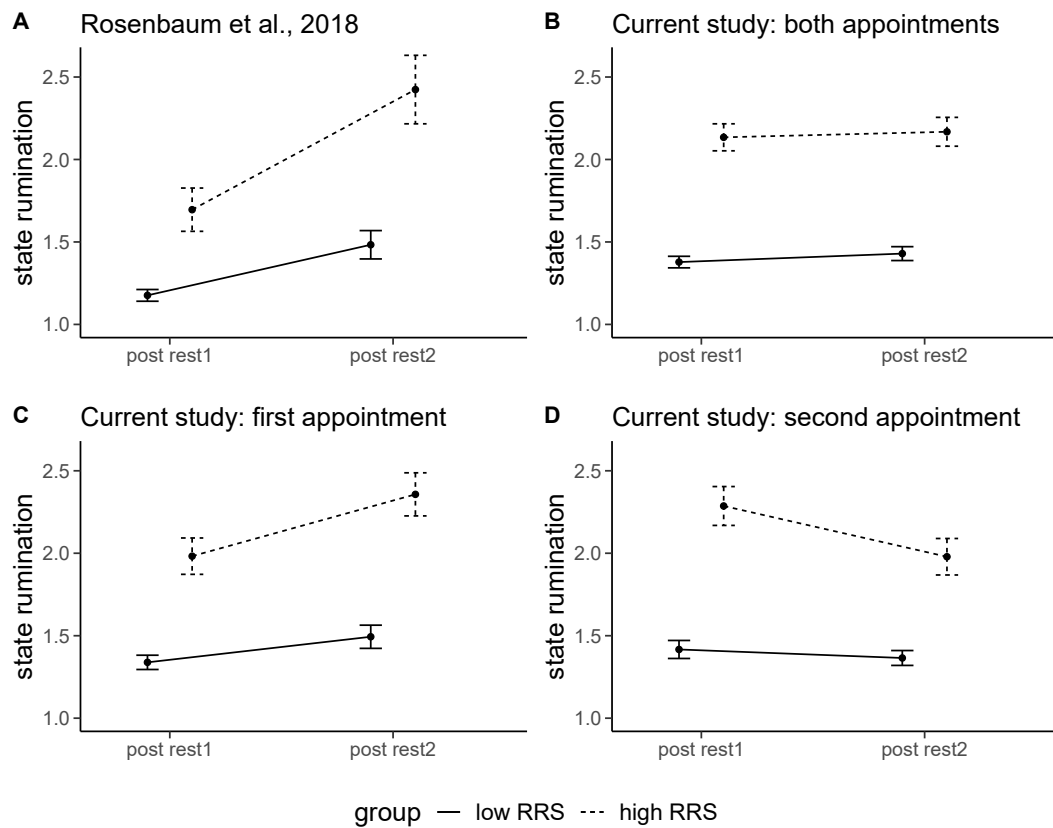 A Rosenbaum et al., 2018
2.5
2.0
1.5
1.0
state rumination
post rest1 post rest2
B Current study: both appointments
2.5
2.0
1.5
1.0
state rumination
post rest1 post rest2
C Current study: first appointment
2.5
2.0
1.5
1.0
state rumination
post rest1 post rest2
D Current study: second appointment
2.5
2.0
1.5
1.0
state rumination
post rest1 post rest2
group low RRS high RRS